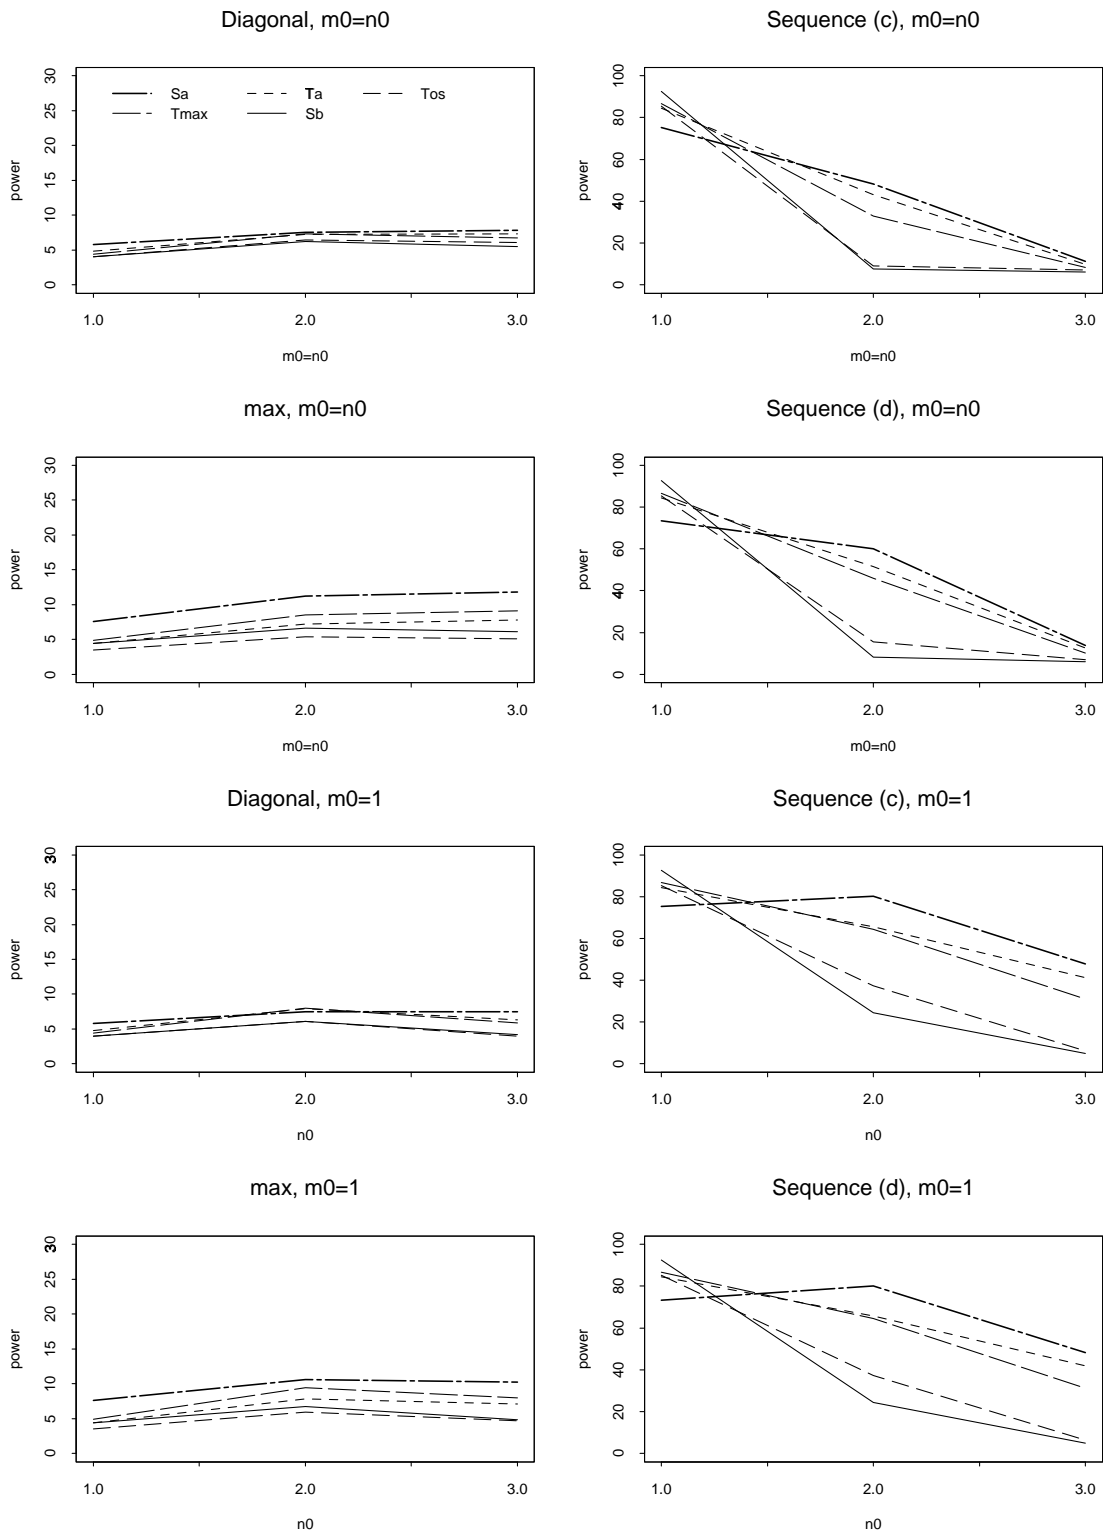 Diagonal, m0=n0
power
0 5 10 15 20 25 30
Sa Ta Tos
Tmax Sb
1.0 2.0 3.0
m0=n0
Sequence (c), m0=n0
power
0 20 40 60 80 100
1.0 2.0 3.0
m0=n0
max, m0=n0
power
0 5 10 15 20 25 30
1.0 2.0 3.0
m0=n0
Sequence (d), m0=n0
power
0 20 40 60 80 100
1.0 2.0 3.0
m0=n0
Diagonal, m0=1
power
0 5 10 15 20 25 30
1.0 2.0 3.0
n0
Sequence (c), m0=1
power
0 20 40 60 80 100
1.0 2.0 3.0
n0
max, m0=1
power
0 5 10 15 20 25 30
1.0 2.0 3.0
n0
Sequence (d), m0=1
power
0 20 40 60 80 100
1.0 2.0 3.0
n0